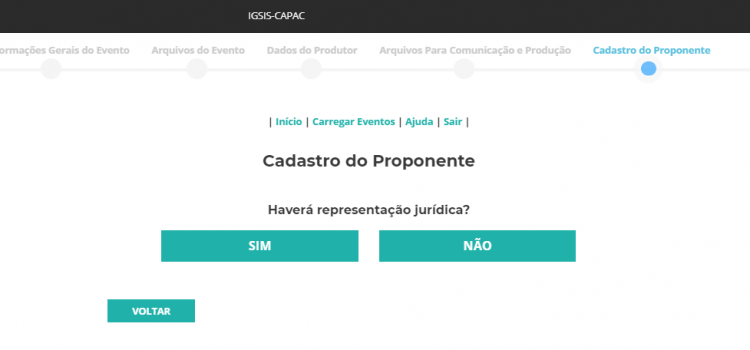 IGSIS-CAPAC
ormações Gerais do Evento Arquivos do Evento Dados do Produtor Arquivos Para Comunicação e Produção Cadastro do Proponente
| Início | Carregar Eventos | Ajuda | Sair |
Cadastro do Proponente
Haverá representação jurídica?
SIM NÃO
VOLTAR